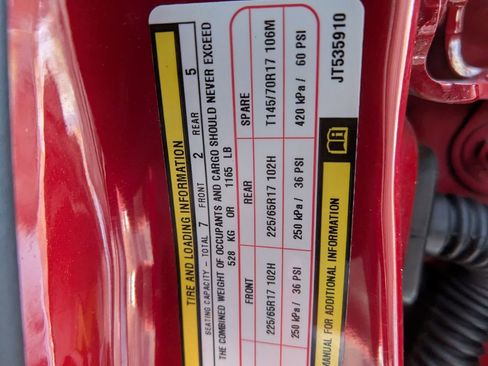 TIRE AND LOADING INFORMATION
SEATING CAPACITY - TOTAL 7 FRONT 2 REAR 5
THE COMBINED WEIGHT OF OCCUPANTS AND CARGO SHOULD NEVER EXCEED
528 KG OR 1165 LB
FRONT REAR SPARE
225/65R17 102H 225/65R17 102H T145/70R17 106M
250 kPa / 36 PSI 250 kPa / 36 PSI 420 kPa / 60 PSI
MANUAL FOR ADDITIONAL INFORMATION
JT535910